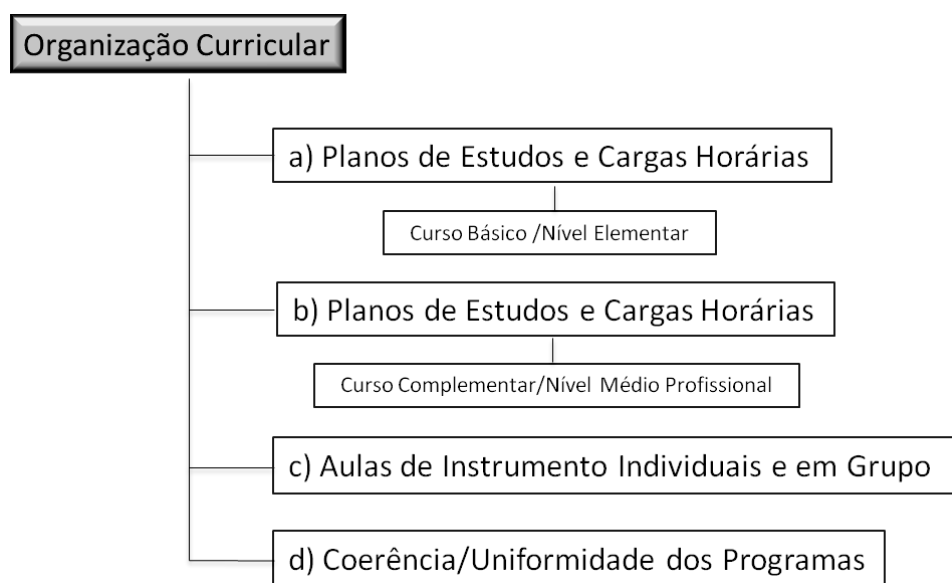 Organização Curricular
a) Planos de Estudos e Cargas Horárias
Curso Básico /Nível Elementar
b) Planos de Estudos e Cargas Horárias
Curso Complementar/Nível Médio Profissional
c) Aulas de Instrumento Individuais e em Grupo
d) Coerência/Uniformidade dos Programas